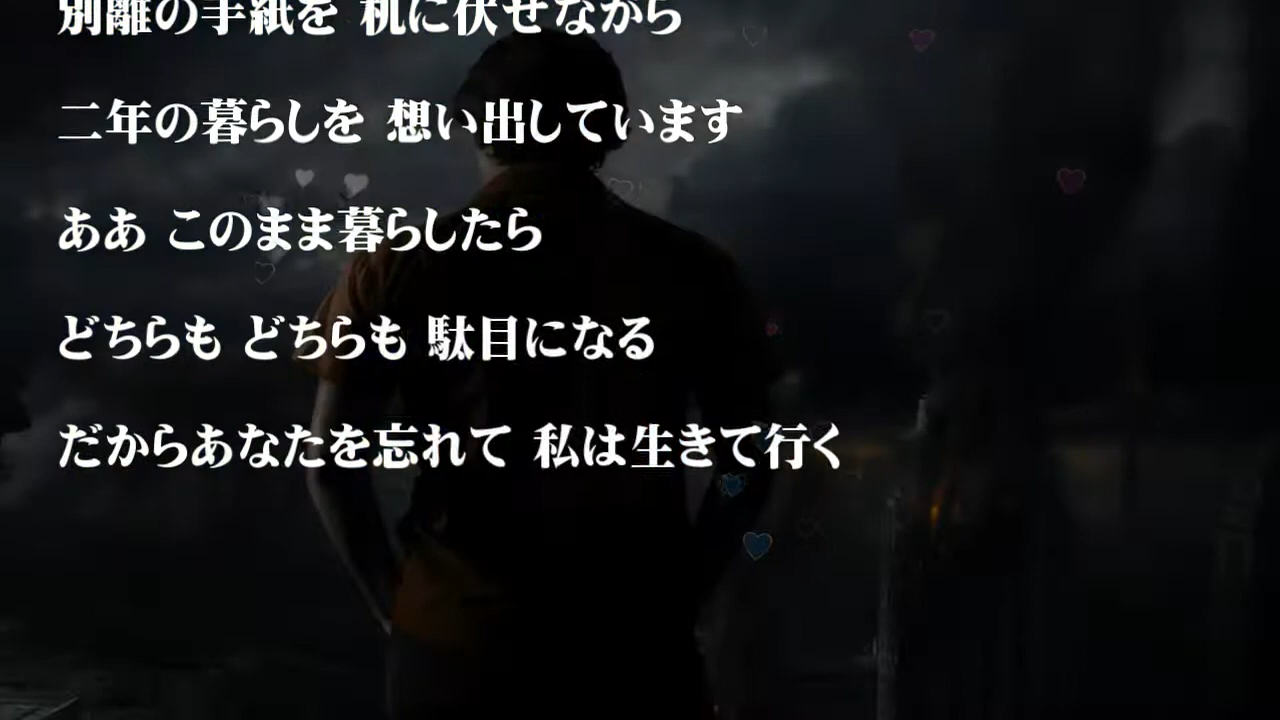 別離の手紙を 机に伏せながら
二年の暮らしを 想い出しています
ああ このまま暮らしたら
どちらも どちらも 駄目になる
だからあなたを忘れて 私は生きて行く